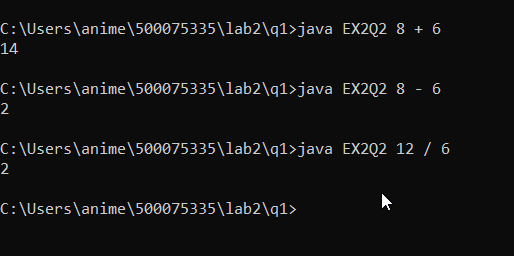 C:\Users\anime\500075335\lab2\q1>java EX2Q2 8 + 6
14
C:\Users\anime\500075335\lab2\q1>java EX2Q2 8 - 6
2
C:\Users\anime\500075335\lab2\q1>java EX2Q2 12 / 6
2
C:\Users\anime\500075335\lab2\q1>